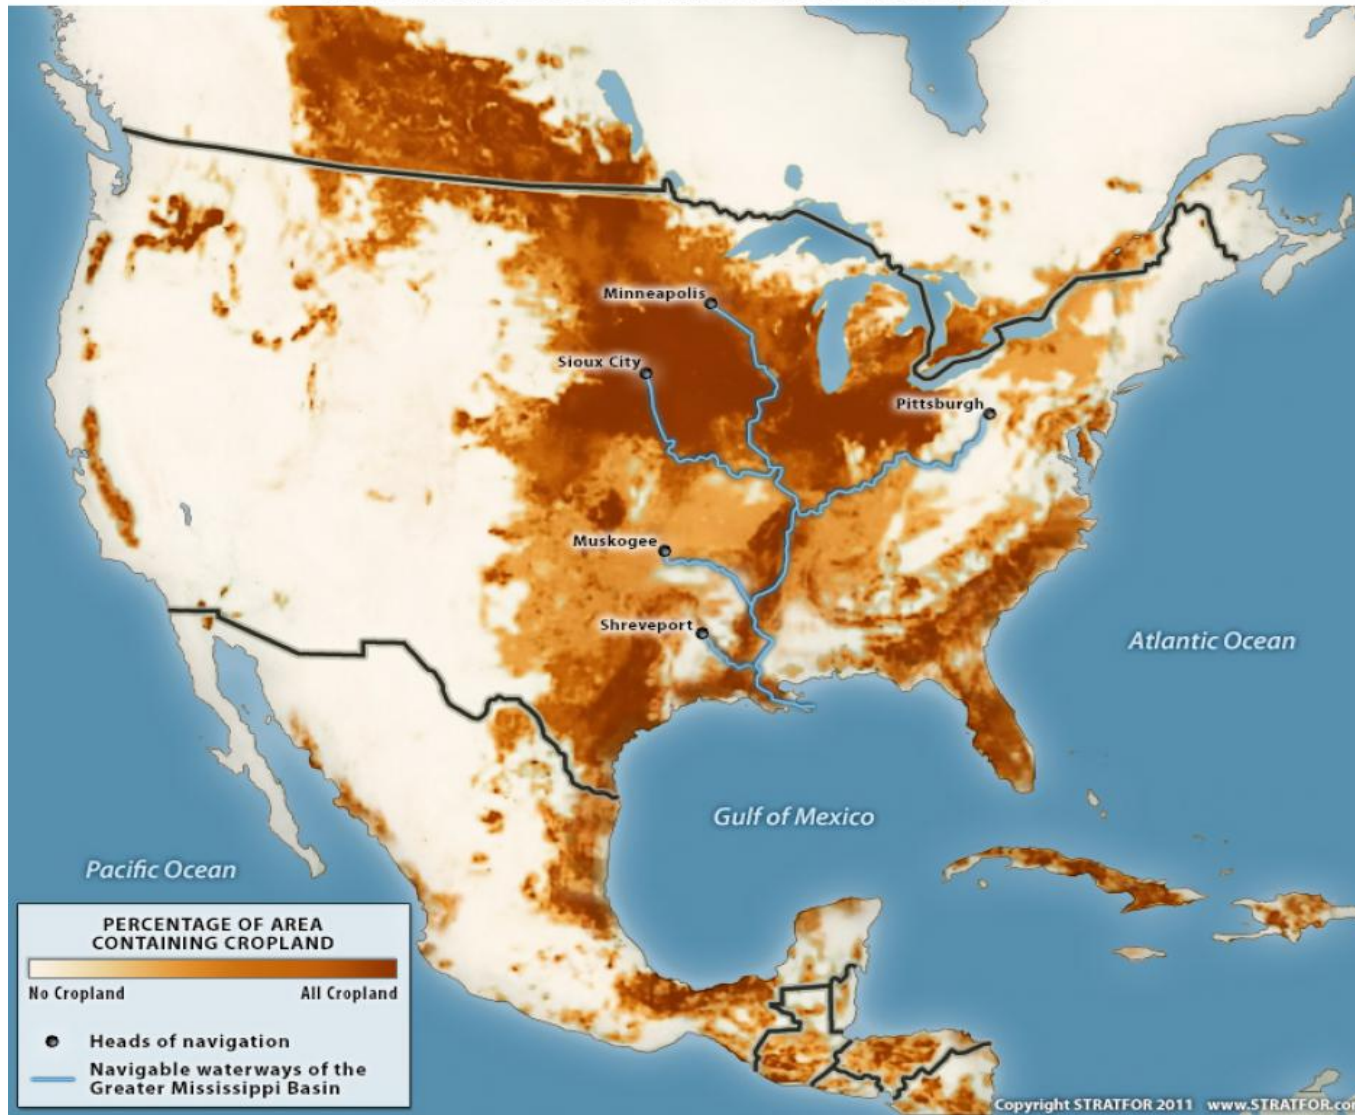 Minneapolis
Sioux City
Pittsburgh
Muskogee
Shreveport
Atlantic Ocean
Gulf of Mexico
Pacific Ocean
PERCENTAGE OF AREA
CONTAINING CROPLAND
No Cropland
All Cropland
Heads of navigation
Navigable waterways of the
Greater Mississippi Basin
Copyright STRATFOR 2011 www.STRATFOR.co